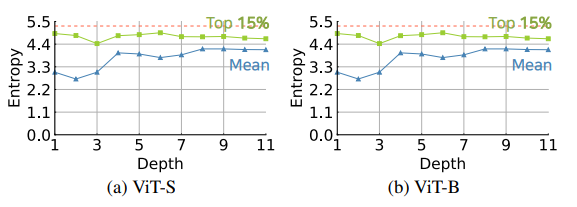 5.5
4.4
3.3
2.2
1.1
0.0
Entropy
Top 15%
Mean
1 3 5 7 9 11
Depth
(a) ViT-S
5.5
4.4
3.3
2.2
1.1
0.0
Entropy
Top 15%
Mean
1 3 5 7 9 11
Depth
(b) ViT-B